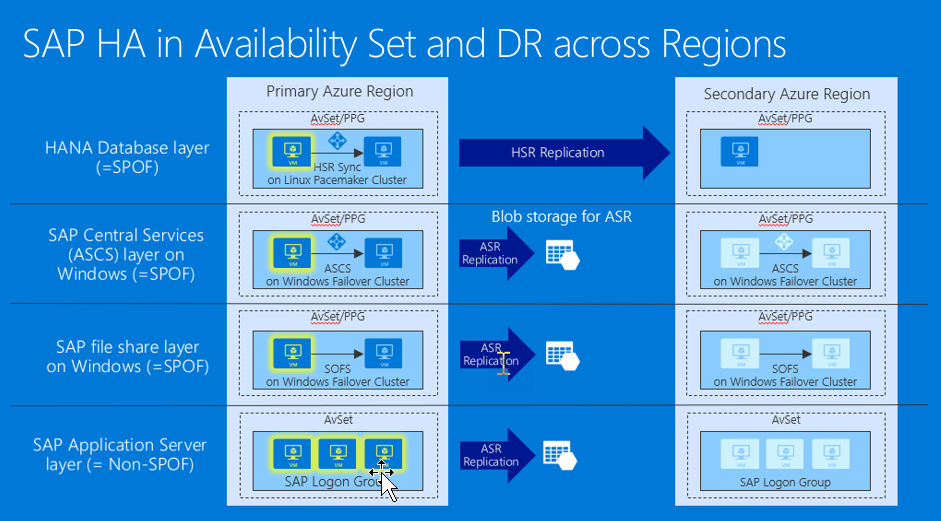 SAP HA in Availability Set and DR across Regions
Primary Azure Region
Secondary Azure Region
HANA Database layer
(=SPOF)
AvSet/PPG
VM
VM
HSR Sync
on Linux Pacemaker Cluster
HSR Replication
AvSet/PPG
VM
SAP Central Services
(ASCS) layer on
Windows (=SPOF)
AvSet/PPG
VM
VM
ASCS
on Windows Failover Cluster
Blob storage for ASR
ASR
Replication
AvSet/PPG
VM
VM
ASCS
on Windows Failover Cluster
SAP file share layer
on Windows (=SPOF)
AvSet/PPG
VM
VM
SOFS
on Windows Failover Cluster
ASR
Replication
AvSet/PPG
VM
VM
SOFS
on Windows Failover Cluster
SAP Application Server
layer (= Non-SPOF)
AvSet
VM
VM
VM
SAP Logon Group
ASR
Replication
AvSet
VM
VM
VM
SAP Logon Group